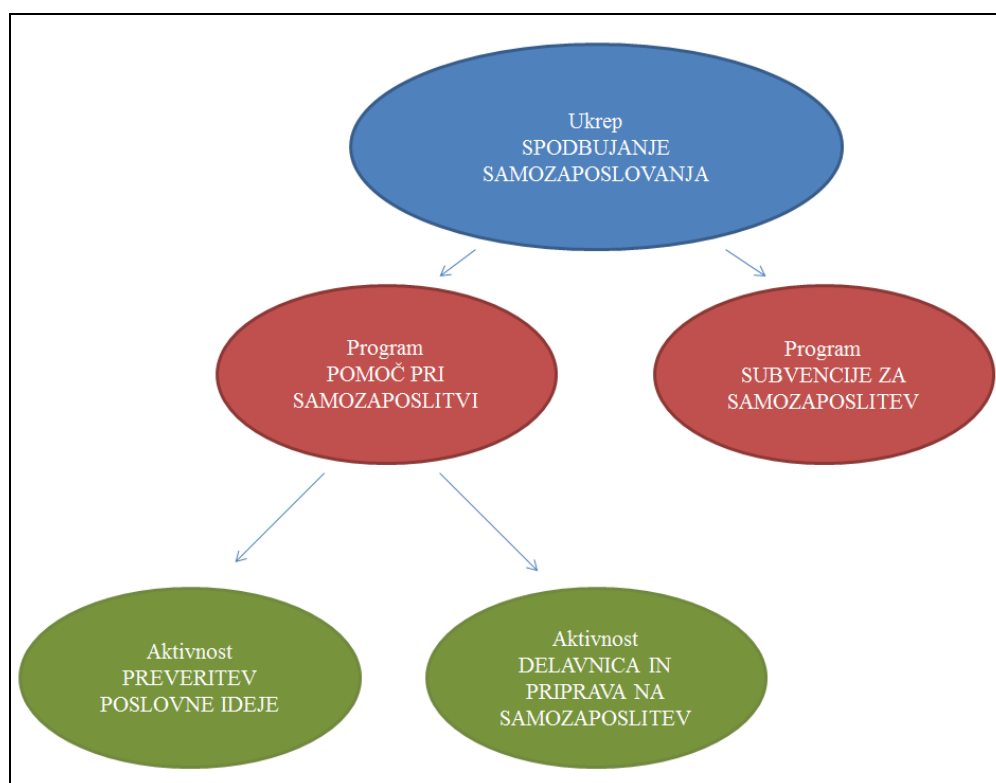 Ukrep
SPODBUJANJE
SAMOZAPOSLOVANJA
Program
POMOČ PRI
SAMOZAPOSLITVI
Program
SUBVENCIJE ZA
SAMOZAPOSLITEV
Aktivnost
PREVERITEV
POSLOVNE IDEJE
Aktivnost
DELAVNICA IN
PRIPRAVA NA
SAMOZAPOSLITEV